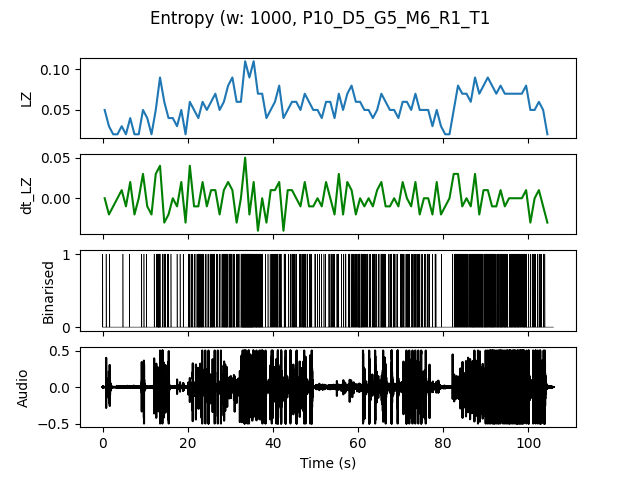 Entropy (w: 1000, P10_D5_G5_M6_R1_T1
0.10
0.05
LZ
0.05
0.00
dt_LZ
1
0
Binarised
0.5
0.0
−0.5
Audio
0 20 40 60 80 100
Time (s)